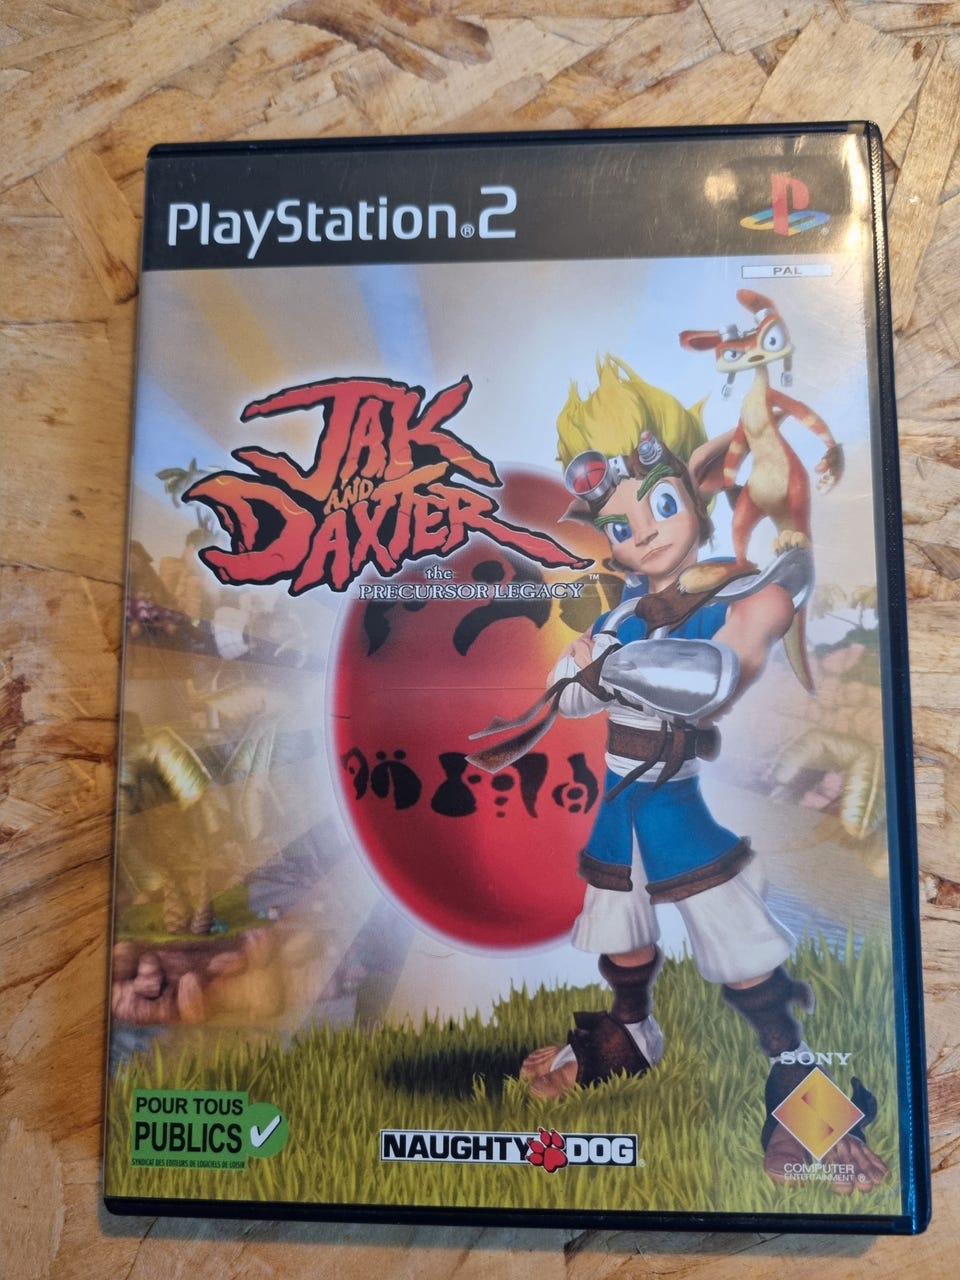 PlayStation®2
PAL
JAK
AND
DAXTER
the
PRECURSOR LEGACY™
POUR TOUS
PUBLICS
SYNDICAT DES EDITEURS DE LOGICIELS DE LOISIR
NAUGHTY DOG
SONY
COMPUTER
ENTERTAINMENT®